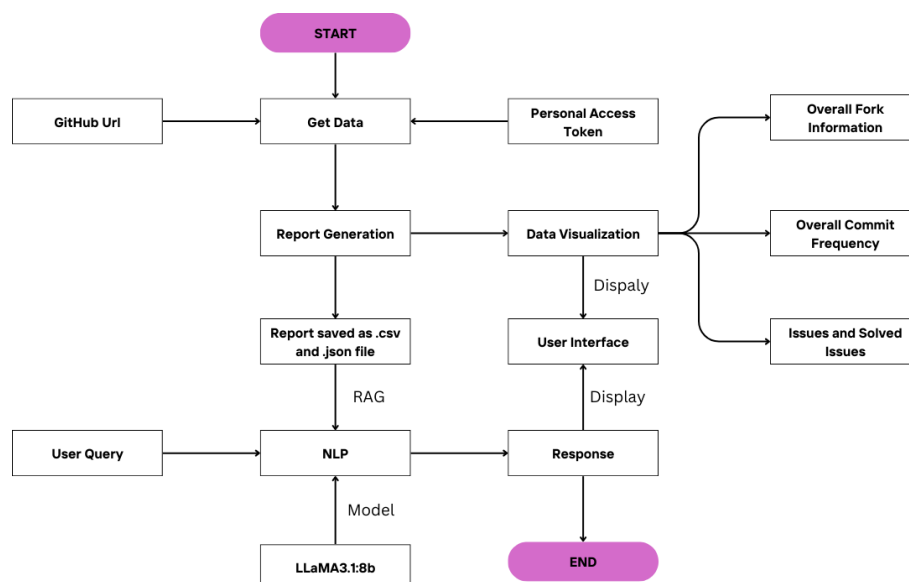 START
GitHub Url
Get Data
Personal Access
Token
Overall Fork
Information
Report Generation
Data Visualization
Overall Commit
Frequency
Dispaly
Report saved as .csv
and .json file
User Interface
Issues and Solved
Issues
RAG
Display
User Query
NLP
Response
Model
LLaMA3.1:8b
END